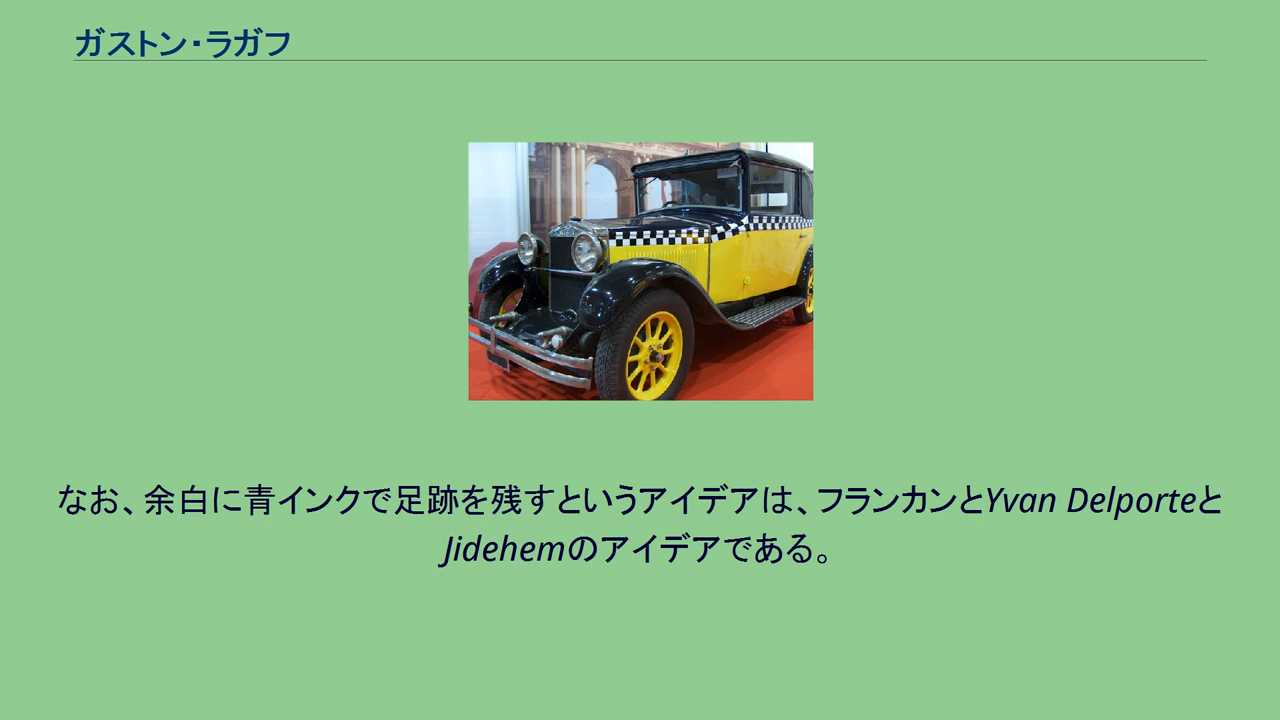 ガストン・ラガフ
なお、余白に青インクで足跡を残すというアイデアは、フランカンとYvan Delporteと
Jidehemのアイデアである。